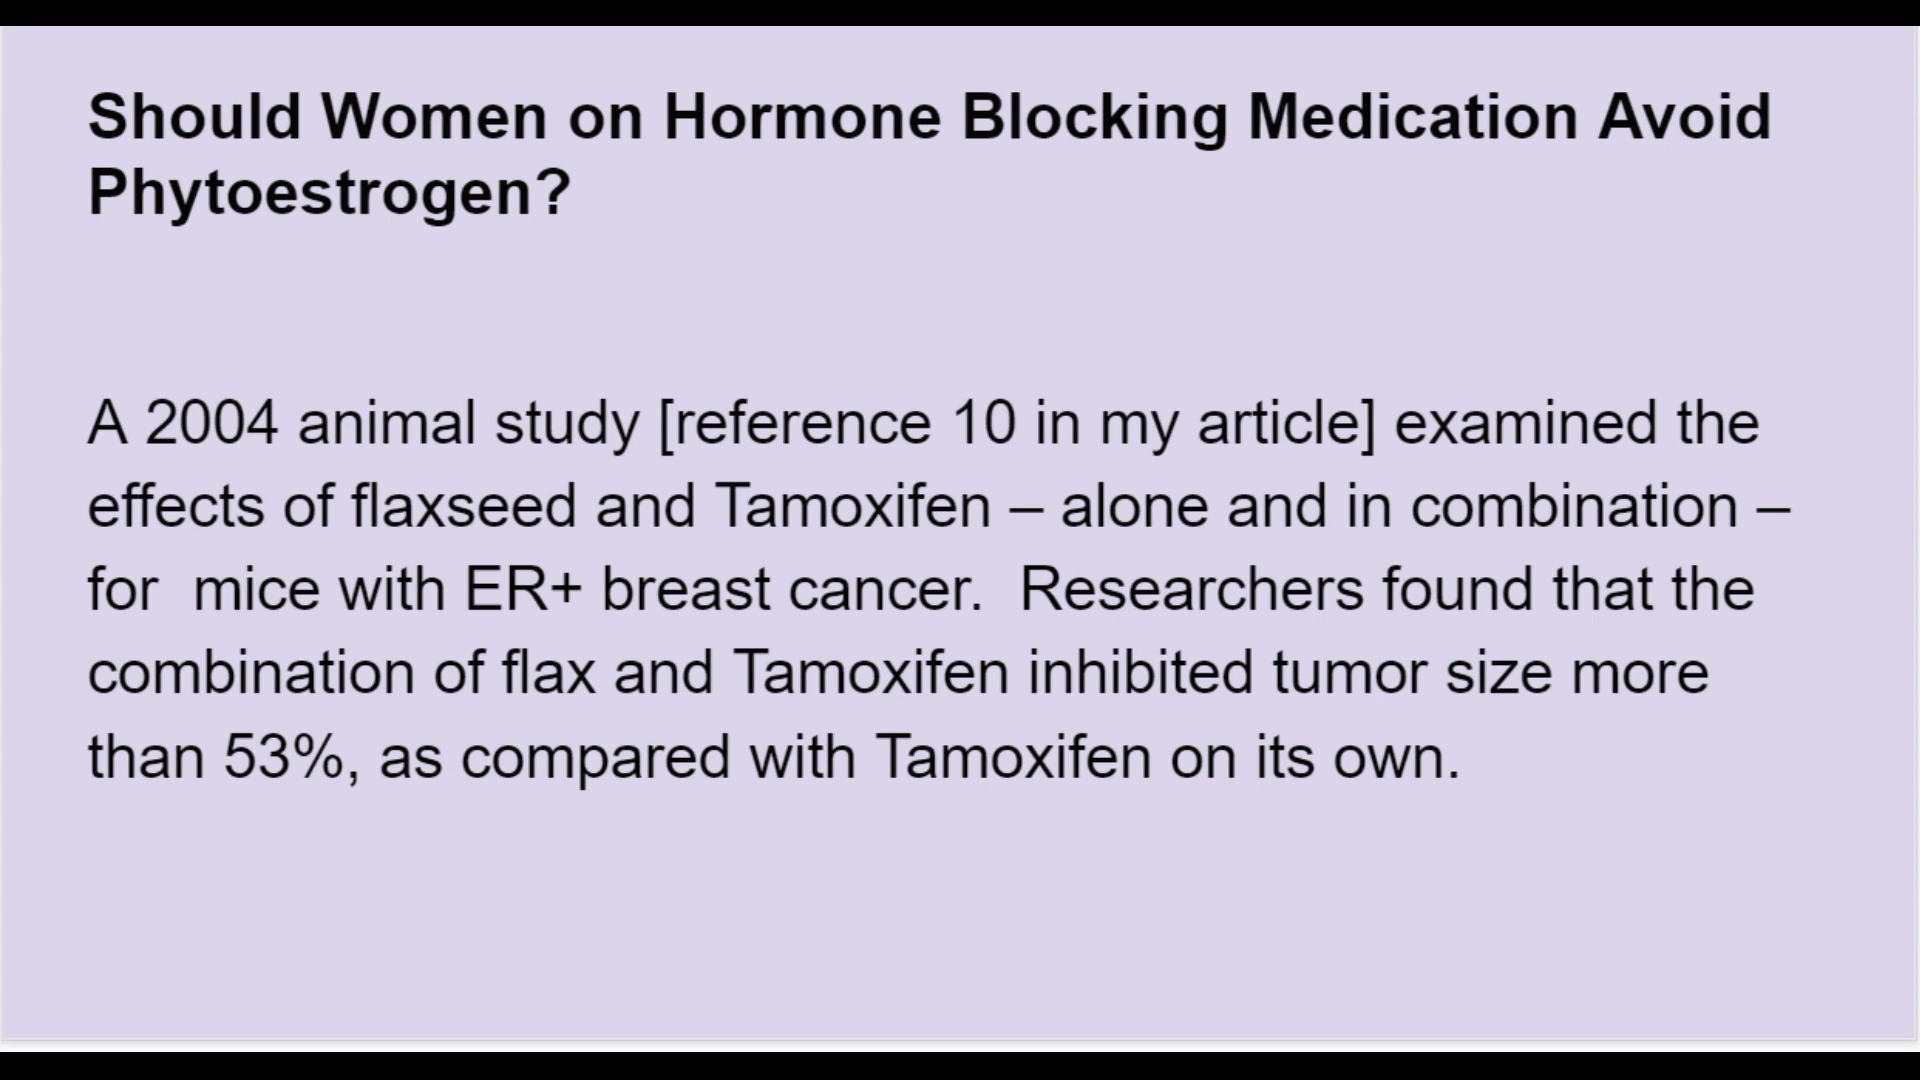 Should Women on Hormone Blocking Medication Avoid
Phytoestrogen?
A 2004 animal study [reference 10 in my article] examined the
effects of flaxseed and Tamoxifen – alone and in combination –
for  mice with ER+ breast cancer.  Researchers found that the
combination of flax and Tamoxifen inhibited tumor size more
than 53%, as compared with Tamoxifen on its own.